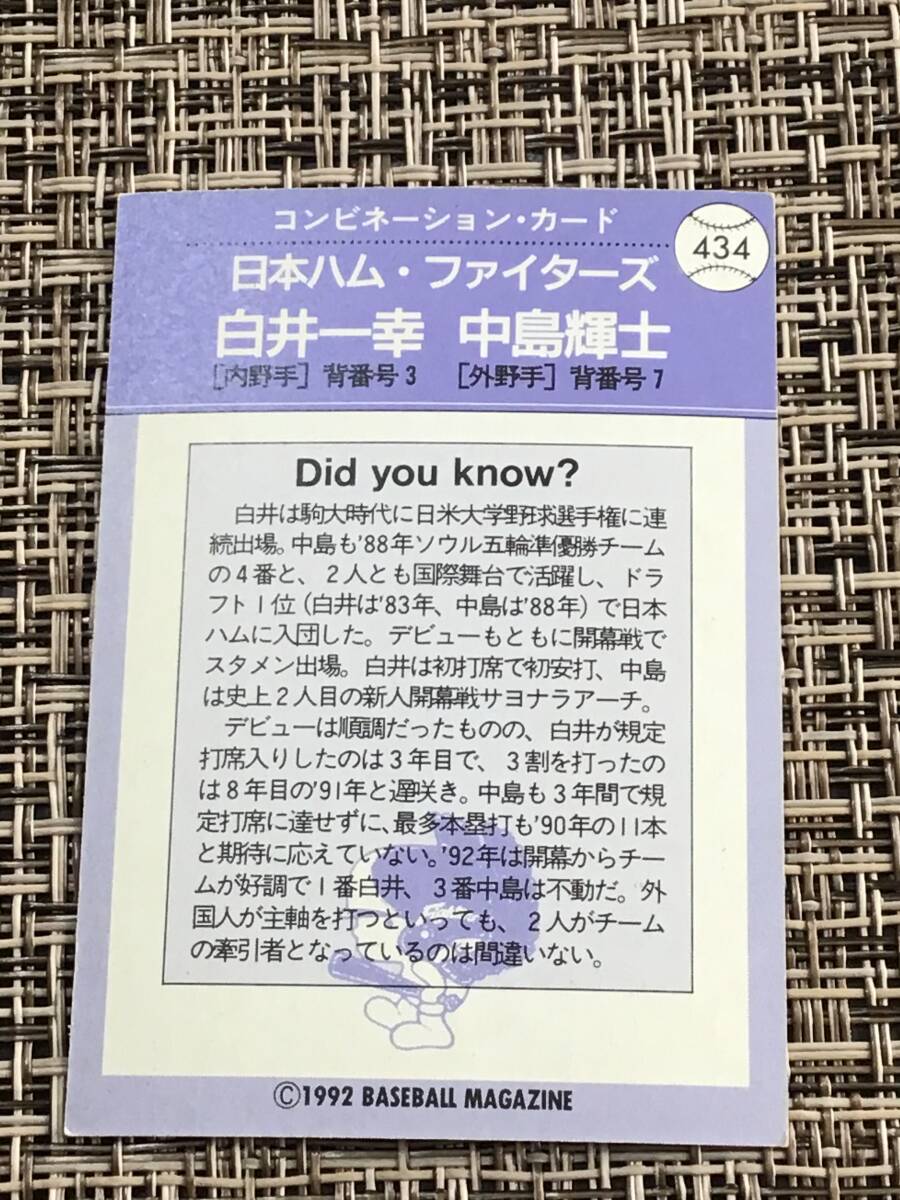 コンビネーション・カード
434
日本ハム・ファイターズ
白井一幸 中島輝士
[内野手] 背番号3 [外野手] 背番号7
Did you know?
白井は駒大時代に日米大学野球選手権に連
続出場。中島も'88年ソウル五輪準優勝チーム
の4番と、2人とも国際舞台で活躍し、ドラ
フト1位(白井は'83年、中島は'88年)で日本
ハムに入団した。デビューもともに開幕戦で
スタメン出場。白井は初打席で初安打、中島
は史上2人目の新人開幕戦サヨナラアーチ。
デビューは順調だったものの、白井が規定
打席入りしたのは3年目で、3割を打ったの
は8年目の'91年と遅咲き。中島も3年間で規
定打席に達せずに、最多本塁打も'90年の11本
と期待に応えていない。'92年は開幕からチー
ムが好調で1番白井、3番中島は不動だ。外
国人が主軸を打つといっても、2人がチーム
の牽引者となっているのは間違いない。
©1992 BASEBALL MAGAZINE